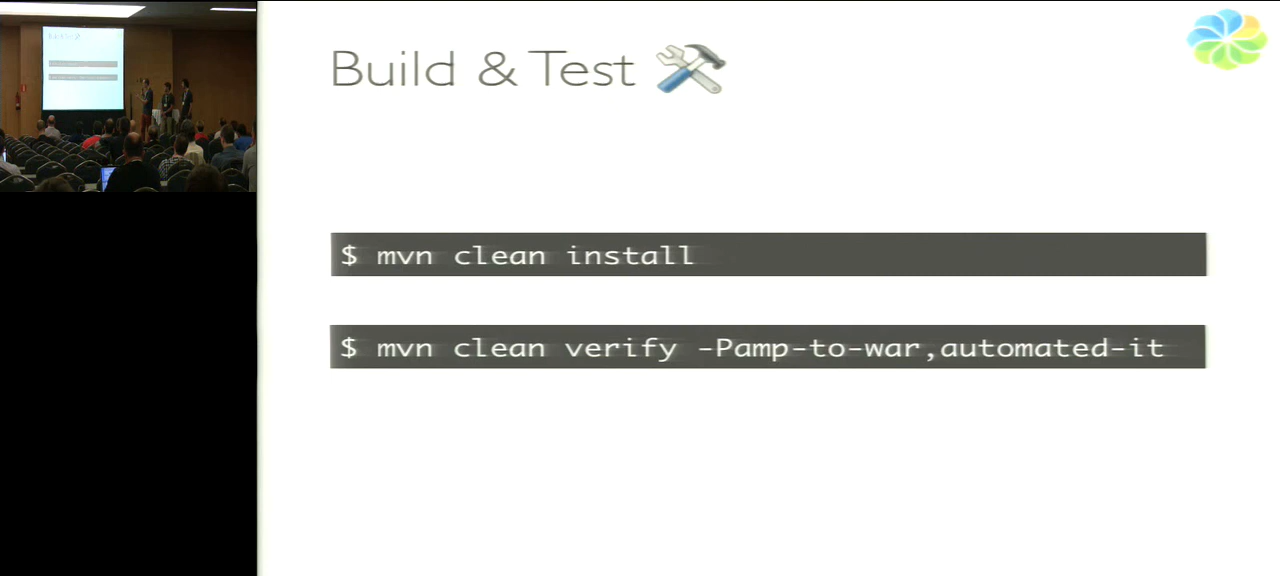 Build & Test
$ mvn clean install
$ mvn clean verify -Pamp-to-war,automated-it